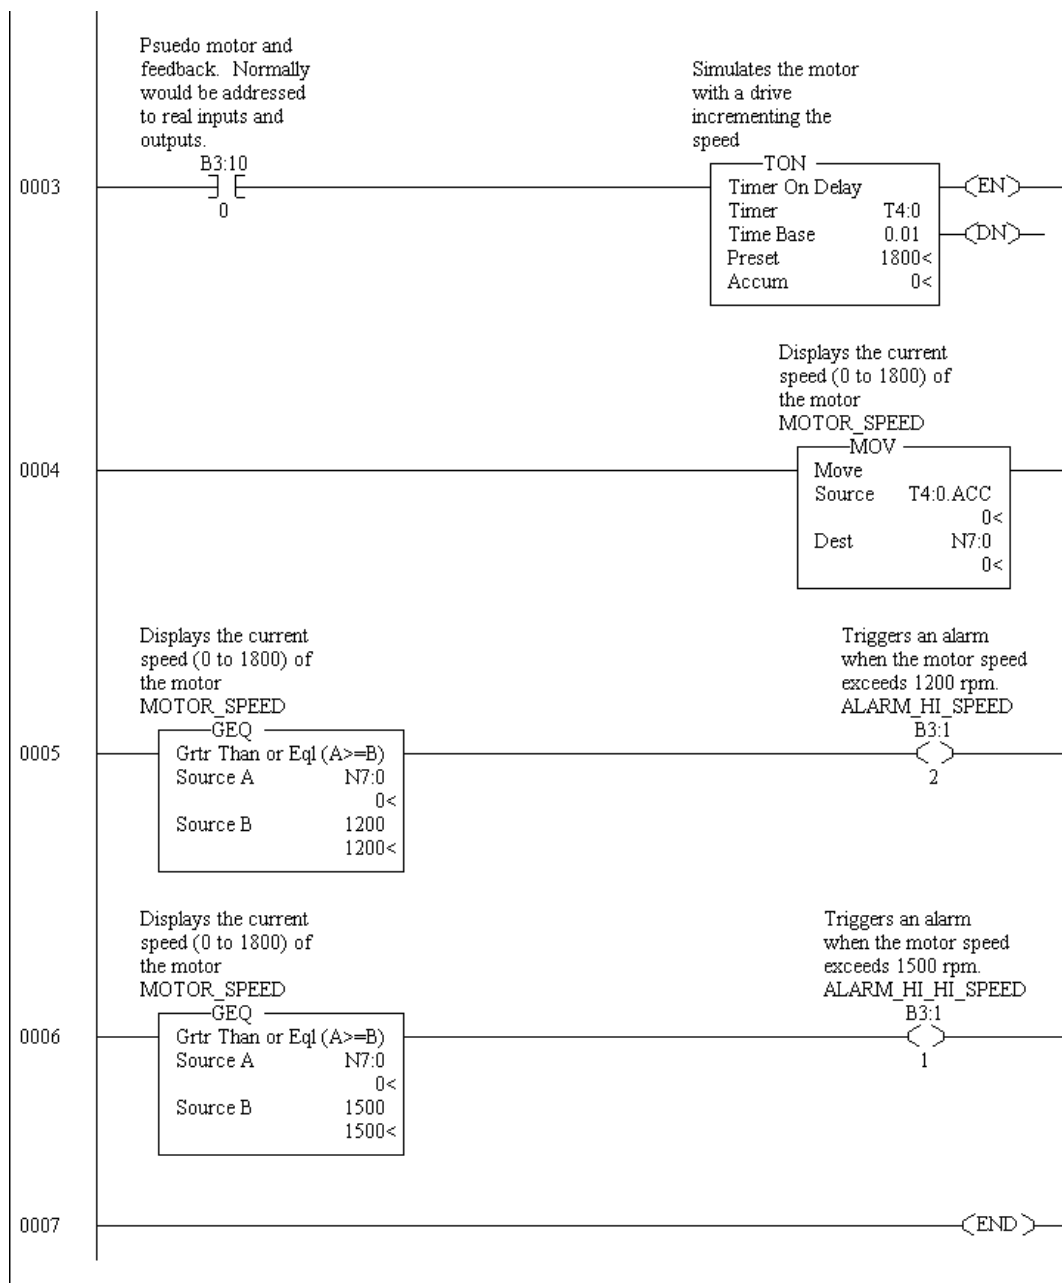 Psuedo motor and
feedback. Normally
would be addressed
to real inputs and
outputs.
B3:10
0
Simulates the motor
with a drive
incrementing the
speed
TON
0003
Timer On Delay
Timer T4:0
Time Base 0.01
Preset 1800<
Accum 0<
EN
DN
Displays the current
speed (0 to 1800) of
the motor
MOTOR_SPEED
MOV
0004
Move
Source T4:0.ACC
0<
Dest N7:0
0<
Displays the current
speed (0 to 1800) of
the motor
MOTOR_SPEED
GEQ
0005
Grtr Than or Eql (A>=B)
Source A N7:0
0<
Source B 1200
1200<
Triggers an alarm
when the motor speed
exceeds 1200 rpm.
ALARM_HI_SPEED
B3:1
2
Displays the current
speed (0 to 1800) of
the motor
MOTOR_SPEED
GEQ
0006
Grtr Than or Eql (A>=B)
Source A N7:0
0<
Source B 1500
1500<
Triggers an alarm
when the motor speed
exceeds 1500 rpm.
ALARM_HI_HI_SPEED
B3:1
1
0007
END